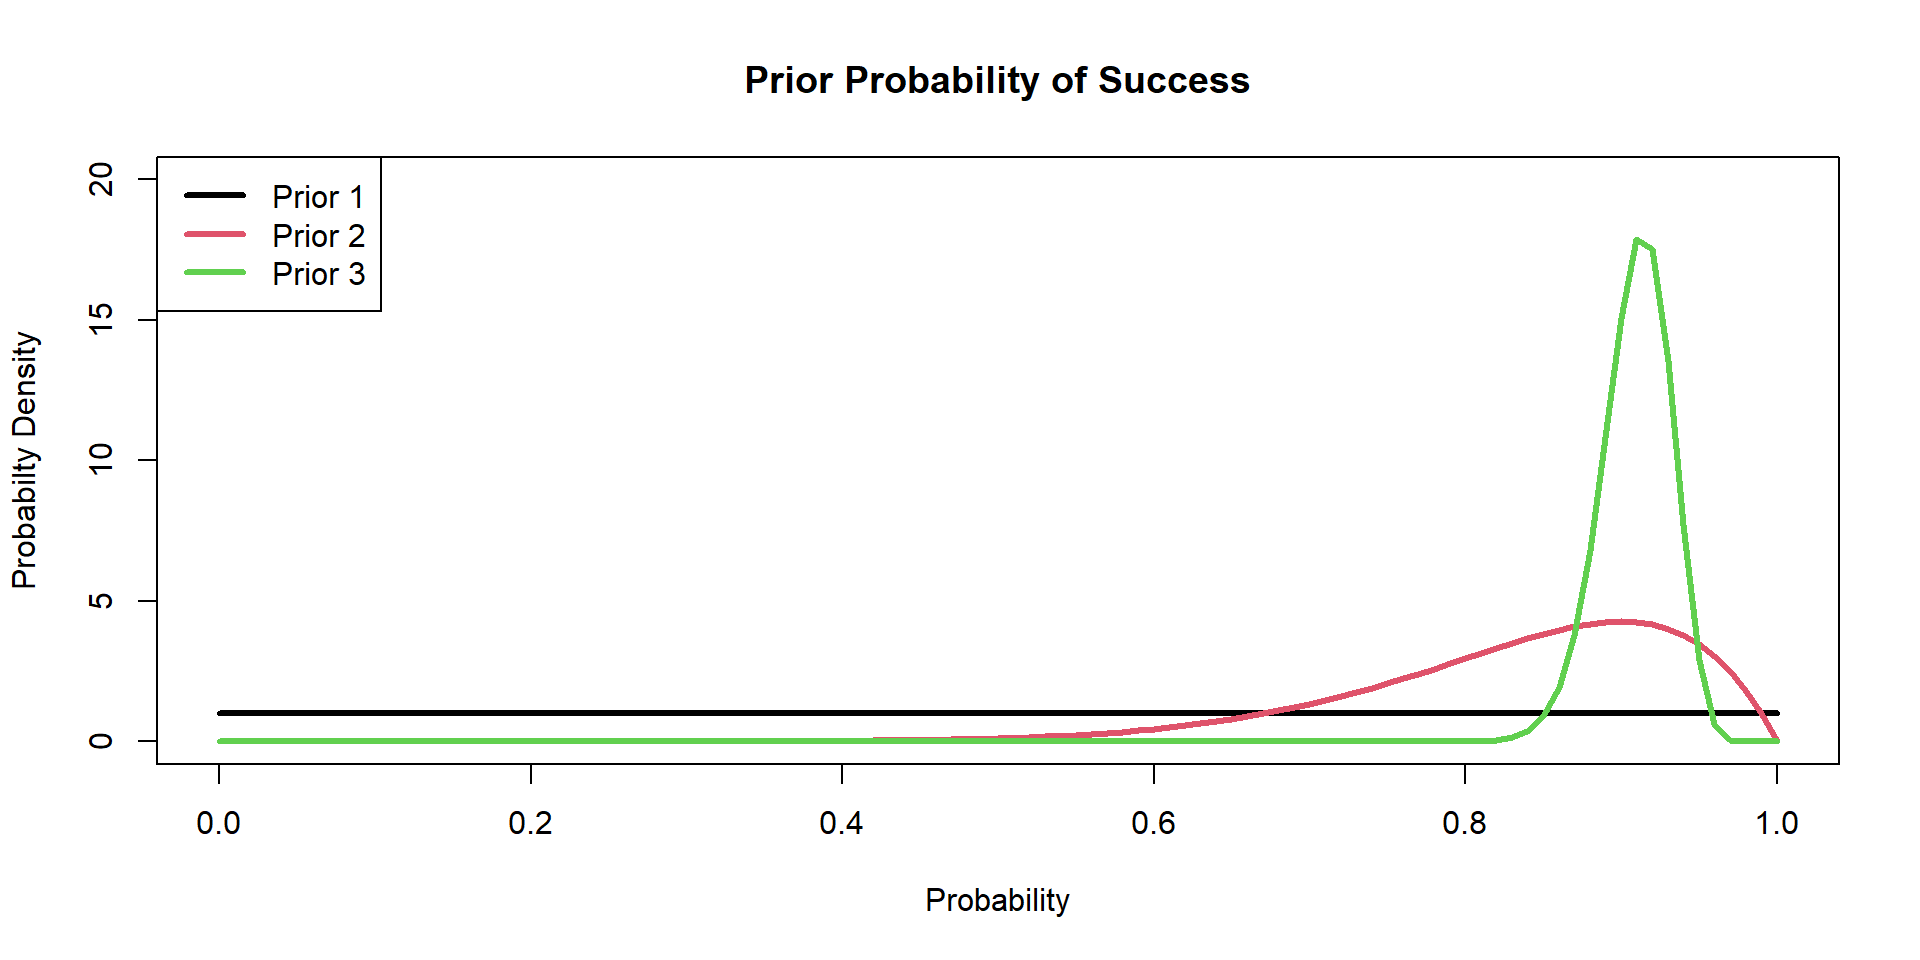 Prior Probability of Success
Prior 1
Prior 2
Prior 3
Probabilty Density
20
15
10
5
0
0.0 0.2 0.4 0.6 0.8 1.0
Probability